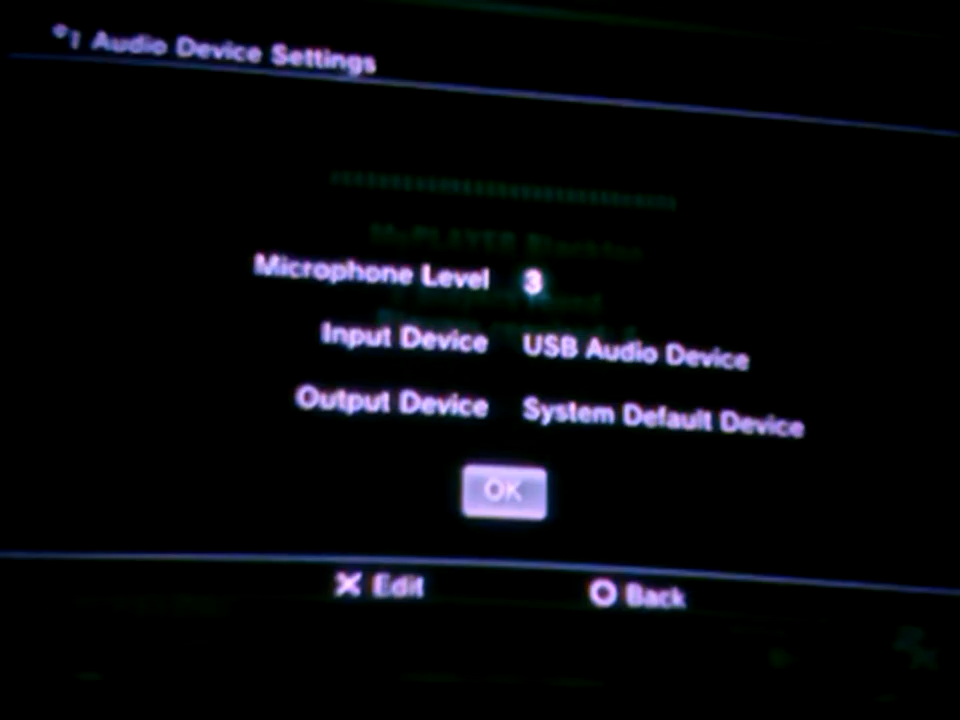 Audio Device Settings
Microphone Level 3
Input Device USB Audio Device
Output Device System Default Device
OK
Edit Back